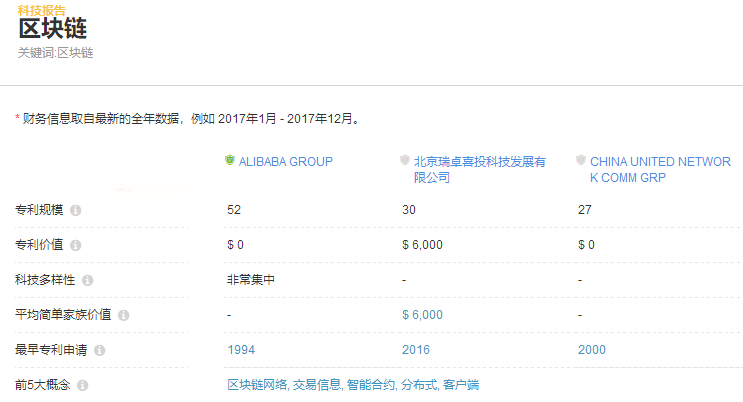 科技报告
区块链
关键词:区块链
* 财务信息取自最新的全年数据，例如 2017年1月 - 2017年12月。
ALIBABA GROUP 北京瑞卓喜投科技发展有 CHINA UNITED NETWOR
限公司 K COMM GRP
专利规模 52 30 27
专利价值 $ 0 $ 6,000 $ 0
科技多样性 非常集中 - -
平均简单家族价值 - $ 6,000 -
最早专利申请 1994 2016 2000
前5大概念 区块链网络, 交易信息, 智能合约, 分布式, 客户端